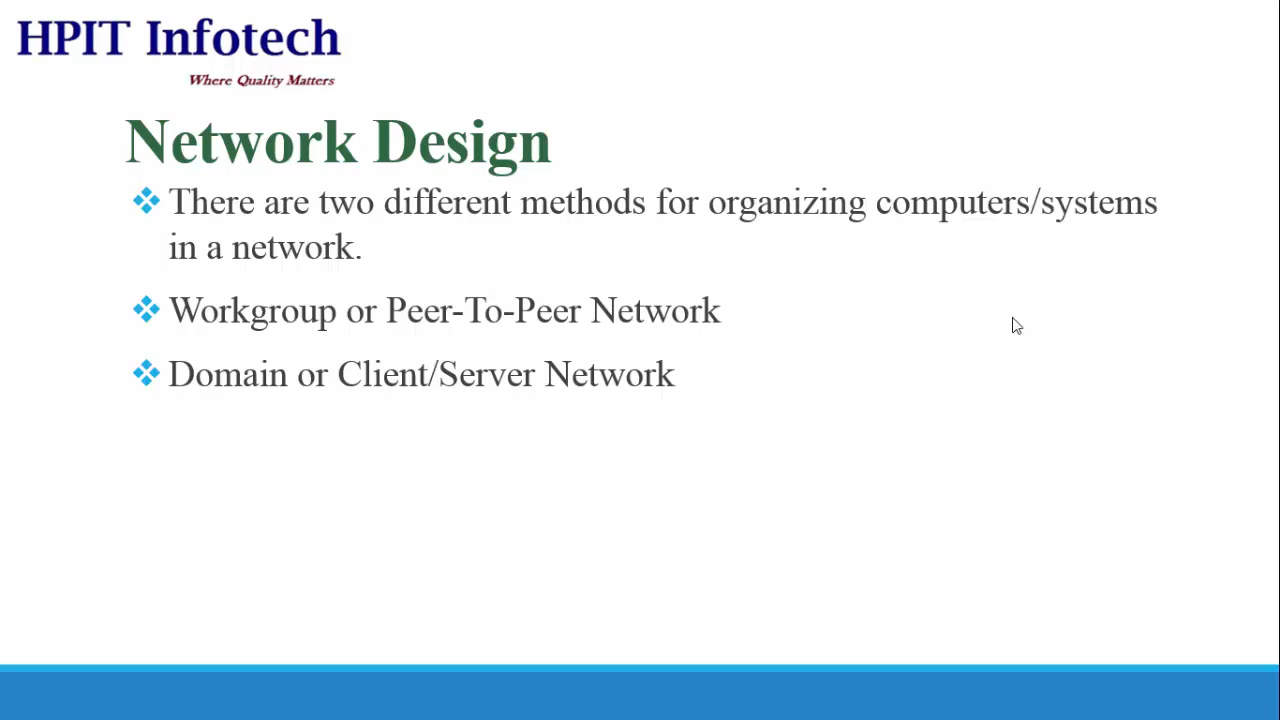 HPIT Infotech
Where Quality Matters
Network Design
There are two different methods for organizing computers/systems
in a network.
Workgroup or Peer-To-Peer Network
Domain or Client/Server Network